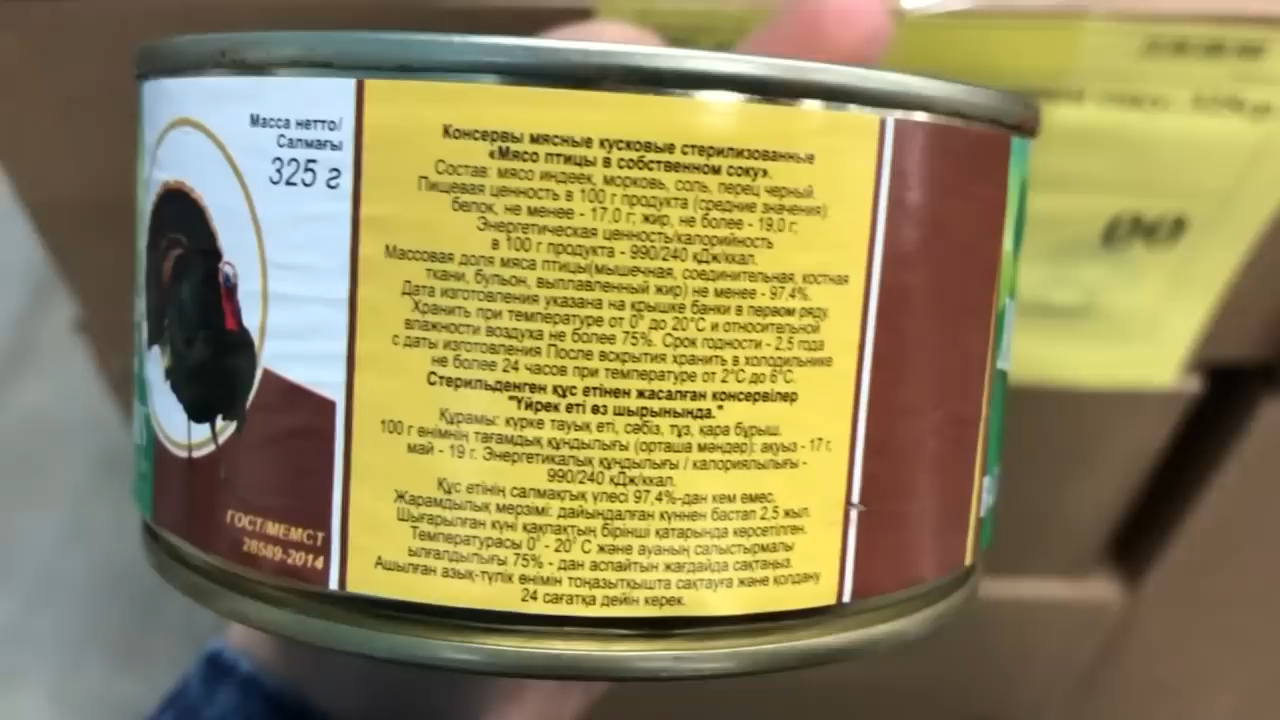 Масса нетто/
Салмағы
325 г
ГОСТ/МЕМСТ
28589-2014
Консервы мясные кусковые стерилизованные
«Мясо птицы в собственном соку».
Состав: мясо индеек, морковь, соль, перец черный.
Пищевая ценность в 100 г продукта (средние значения):
белок, не менее - 17,0 г; жир, не более - 19,0 г;
Энергетическая ценность/калорийность
в 100 г продукта - 990/240 кДж/ккал.
Массовая доля мяса птицы(мышечная, соединительная, костная
ткани, бульон, выплавленный жир) не менее - 97,4%.
Дата изготовления указана на крышке банки в первом ряду.
Хранить при температуре от 0° до 20°С и относительной
влажности воздуха не более 75%. Срок годности - 2,5 года
с даты изготовления После вскрытия хранить в холодильнике
не более 24 часов при температуре от 2°С до 6°С.
Стерильденген құс етінен жасалған консервілер
"Үйрек еті өз шырынында."
Құрамы: күрке тауық еті, сәбіз, тұз, қара бұрыш.
100 г өнімнің тағамдық құндылығы (орташа мәндер): ақуыз - 17 г,
май - 19 г. Энергетикалық құндылығы / калориялылығы -
990/240 кДж/ккал.
Құс етінің салмақтық үлесі 97,4%-дан кем емес.
Жарамдылық мерзімі: дайындалған күннен бастап 2,5 жыл.
Шығарылған күні қақпақтың бірінші қатарында көрсетілген.
Температурасы 0° - 20° С және ауаның салыстырмалы
ылғалдылығы 75% - дан аспайтын жағдайда сақтаңыз.
Ашылған азық-түлік өнімін тоңазытқышта сақтауға және қолдану
24 сағатқа дейін керек.
00